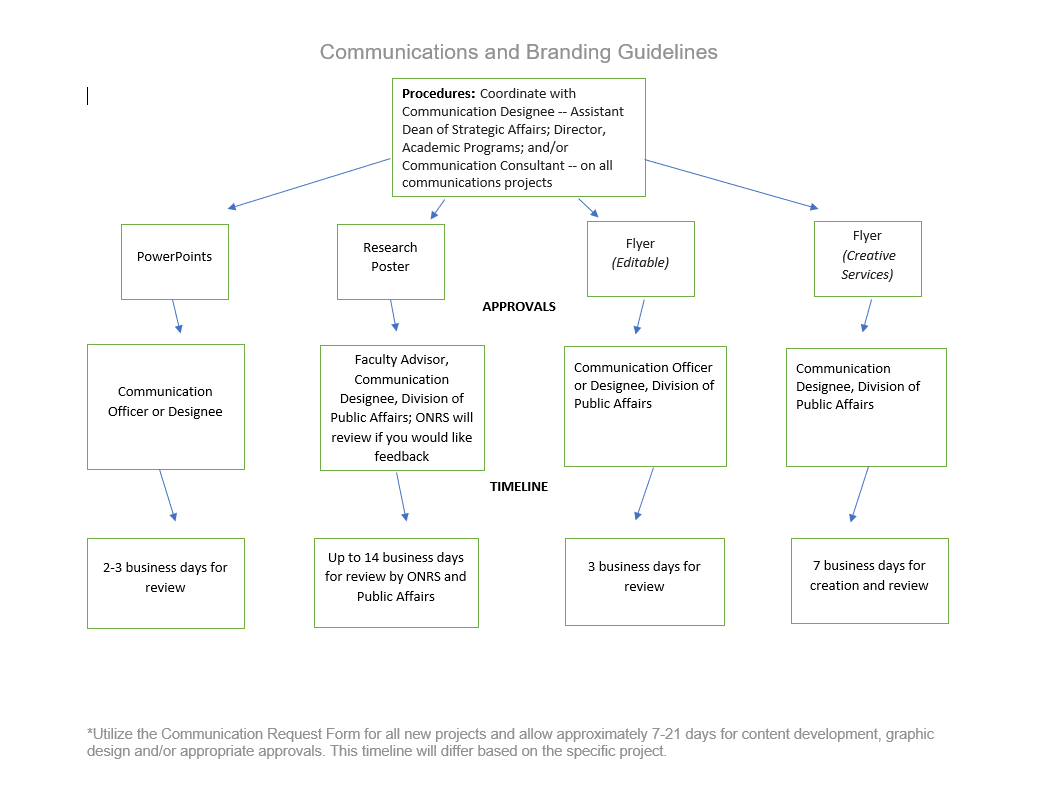 Communications and Branding Guidelines
Procedures: Coordinate with
Communication Designee -- Assistant
Dean of Strategic Affairs; Director,
Academic Programs; and/or
Communication Consultant -- on all
communications projects
PowerPoints
Research
Poster
Flyer
(Editable)
Flyer
(Creative
Services)
APPROVALS
Communication
Officer or Designee
Faculty Advisor,
Communication
Designee, Division of
Public Affairs; ONRS will
review if you would like
feedback
Communication Officer
or Designee, Division of
Public Affairs
Communication
Designee, Division of
Public Affairs
TIMELINE
2-3 business days for
review
Up to 14 business days
for review by ONRS and
Public Affairs
3 business days for
review
7 business days for
creation and review
*Utilize the Communication Request Form for all new projects and allow approximately 7-21 days for content development, graphic
design and/or appropriate approvals. This timeline will differ based on the specific project.